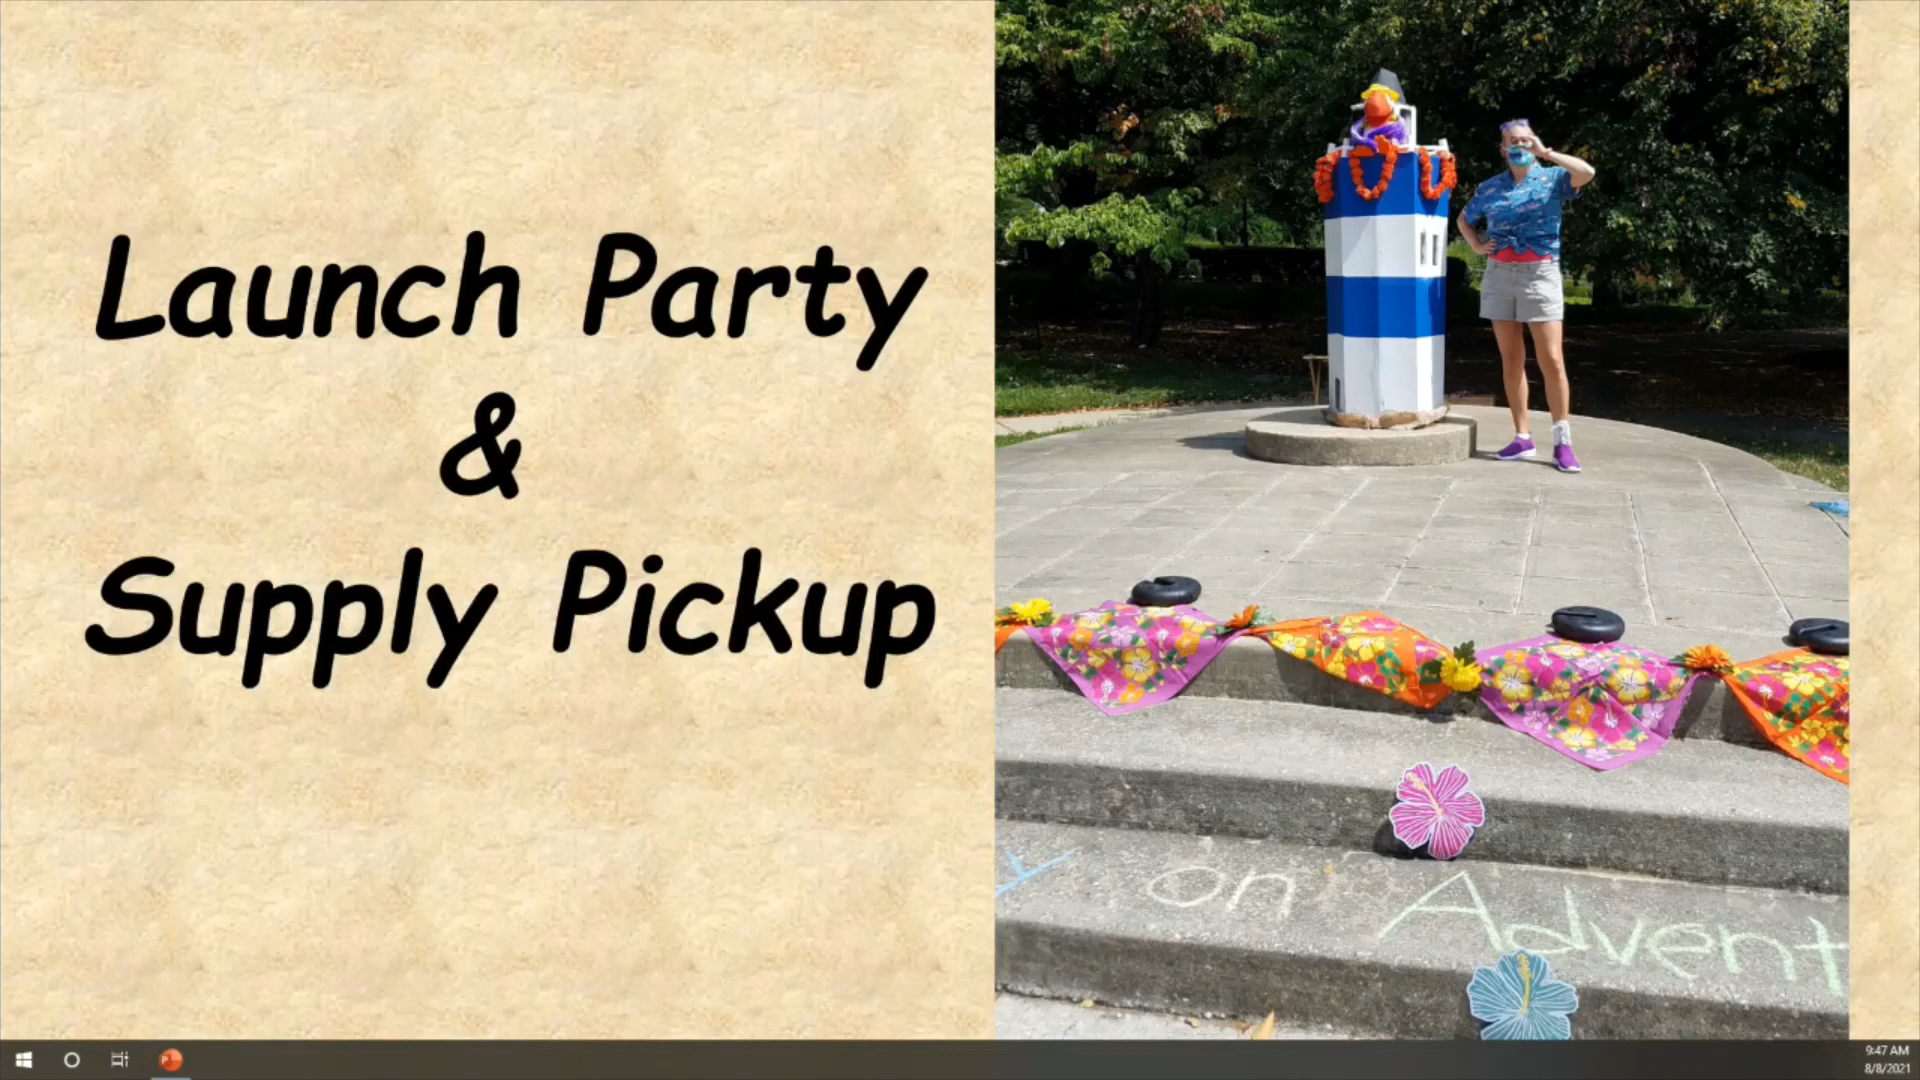 Launch Party
&
Supply Pickup
on Advent
9:47 AM
8/8/2021